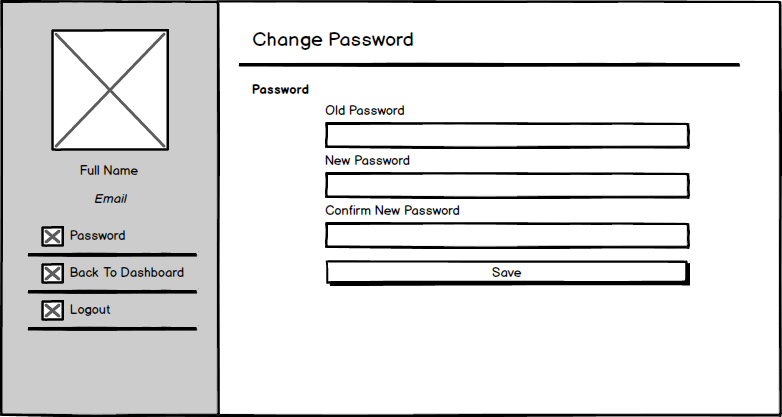 Full Name
Email
Password
Back To Dashboard
Logout
Change Password
Password
Old Password
New Password
Confirm New Password
Save